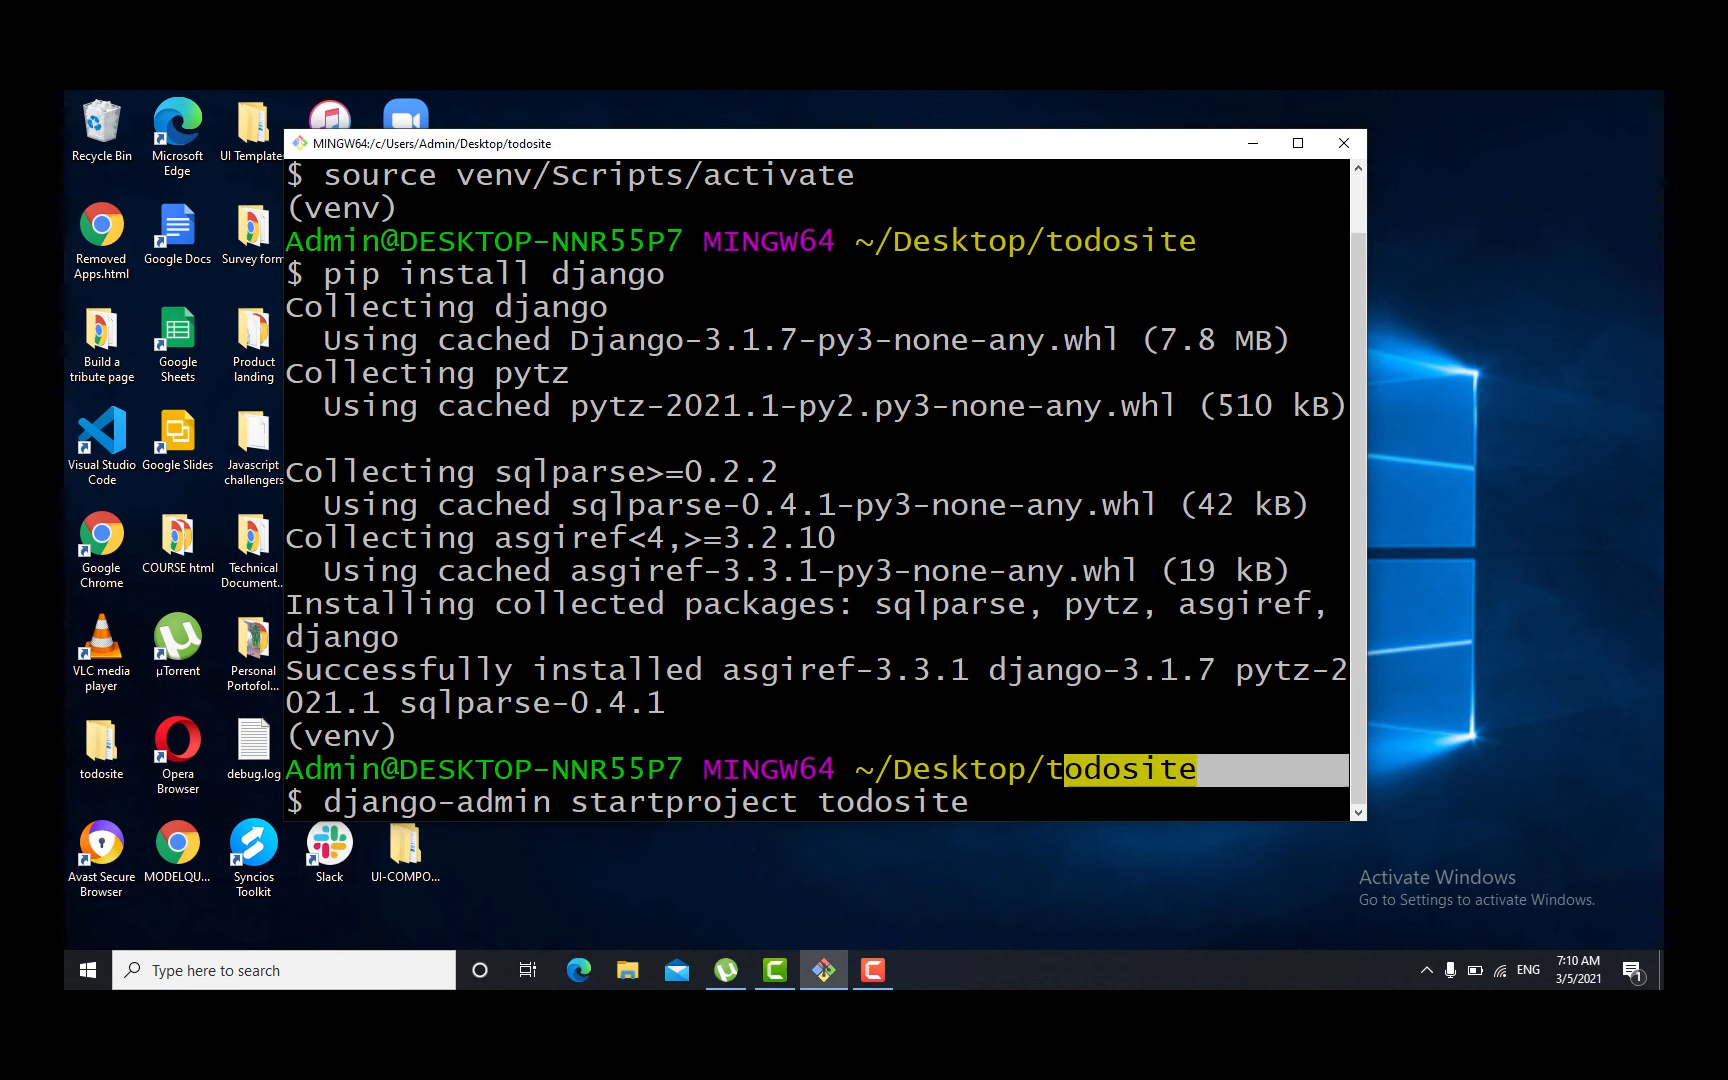 Recycle Bin
Microsoft
Edge
UI Template
Removed
Apps.html
Google Docs
Survey form
Build a
tribute page
Google
Sheets
Product
landing
Visual Studio
Code
Google Slides
Javascript
challengers
Google
Chrome
COURSE html
Technical
Document...
VLC media
player
µTorrent
Personal
Portofol...
todosite
Opera
Browser
debug.log
Avast Secure
Browser
MODELQU...
Syncios
Toolkit
Slack
UI-COMPO...
MINGW64:/c/Users/Admin/Desktop/todosite
$ source venv/Scripts/activate
(venv)
Admin@DESKTOP-NNR55P7 MINGW64 ~/Desktop/todosite
$ pip install django
Collecting django
  Using cached Django-3.1.7-py3-none-any.whl (7.8 MB)
Collecting pytz
  Using cached pytz-2021.1-py2.py3-none-any.whl (510 kB)
Collecting sqlparse>=0.2.2
  Using cached sqlparse-0.4.1-py3-none-any.whl (42 kB)
Collecting asgiref<4,>=3.2.10
  Using cached asgiref-3.3.1-py3-none-any.whl (19 kB)
Installing collected packages: sqlparse, pytz, asgiref,
django
Successfully installed asgiref-3.3.1 django-3.1.7 pytz-2
021.1 sqlparse-0.4.1
(venv)
Admin@DESKTOP-NNR55P7 MINGW64 ~/Desktop/todosite
$ django-admin startproject todosite
Activate Windows
Go to Settings to activate Windows.
Type here to search
ENG
7:10 AM
3/5/2021
1